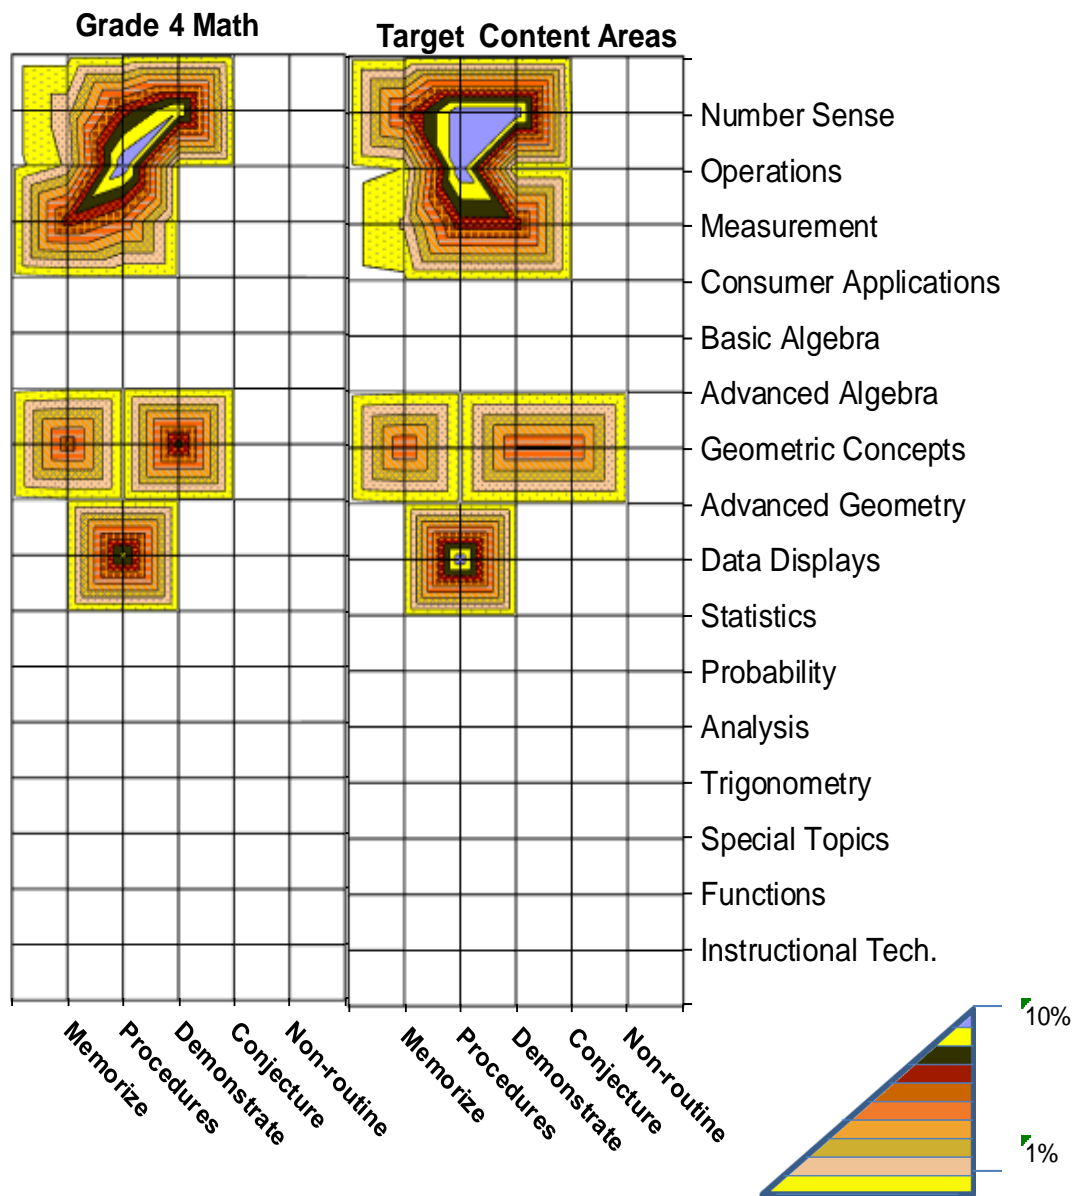 Grade 4 Math
Target Content Areas
Number Sense
Operations
Measurement
Consumer Applications
Basic Algebra
Advanced Algebra
Geometric Concepts
Advanced Geometry
Data Displays
Statistics
Probability
Analysis
Trigonometry
Special Topics
Functions
Instructional Tech.
Memorize
Procedures
Demonstrate
Conjecture
Non-routine
Memorize
Procedures
Demonstrate
Conjecture
Non-routine
10%
1%